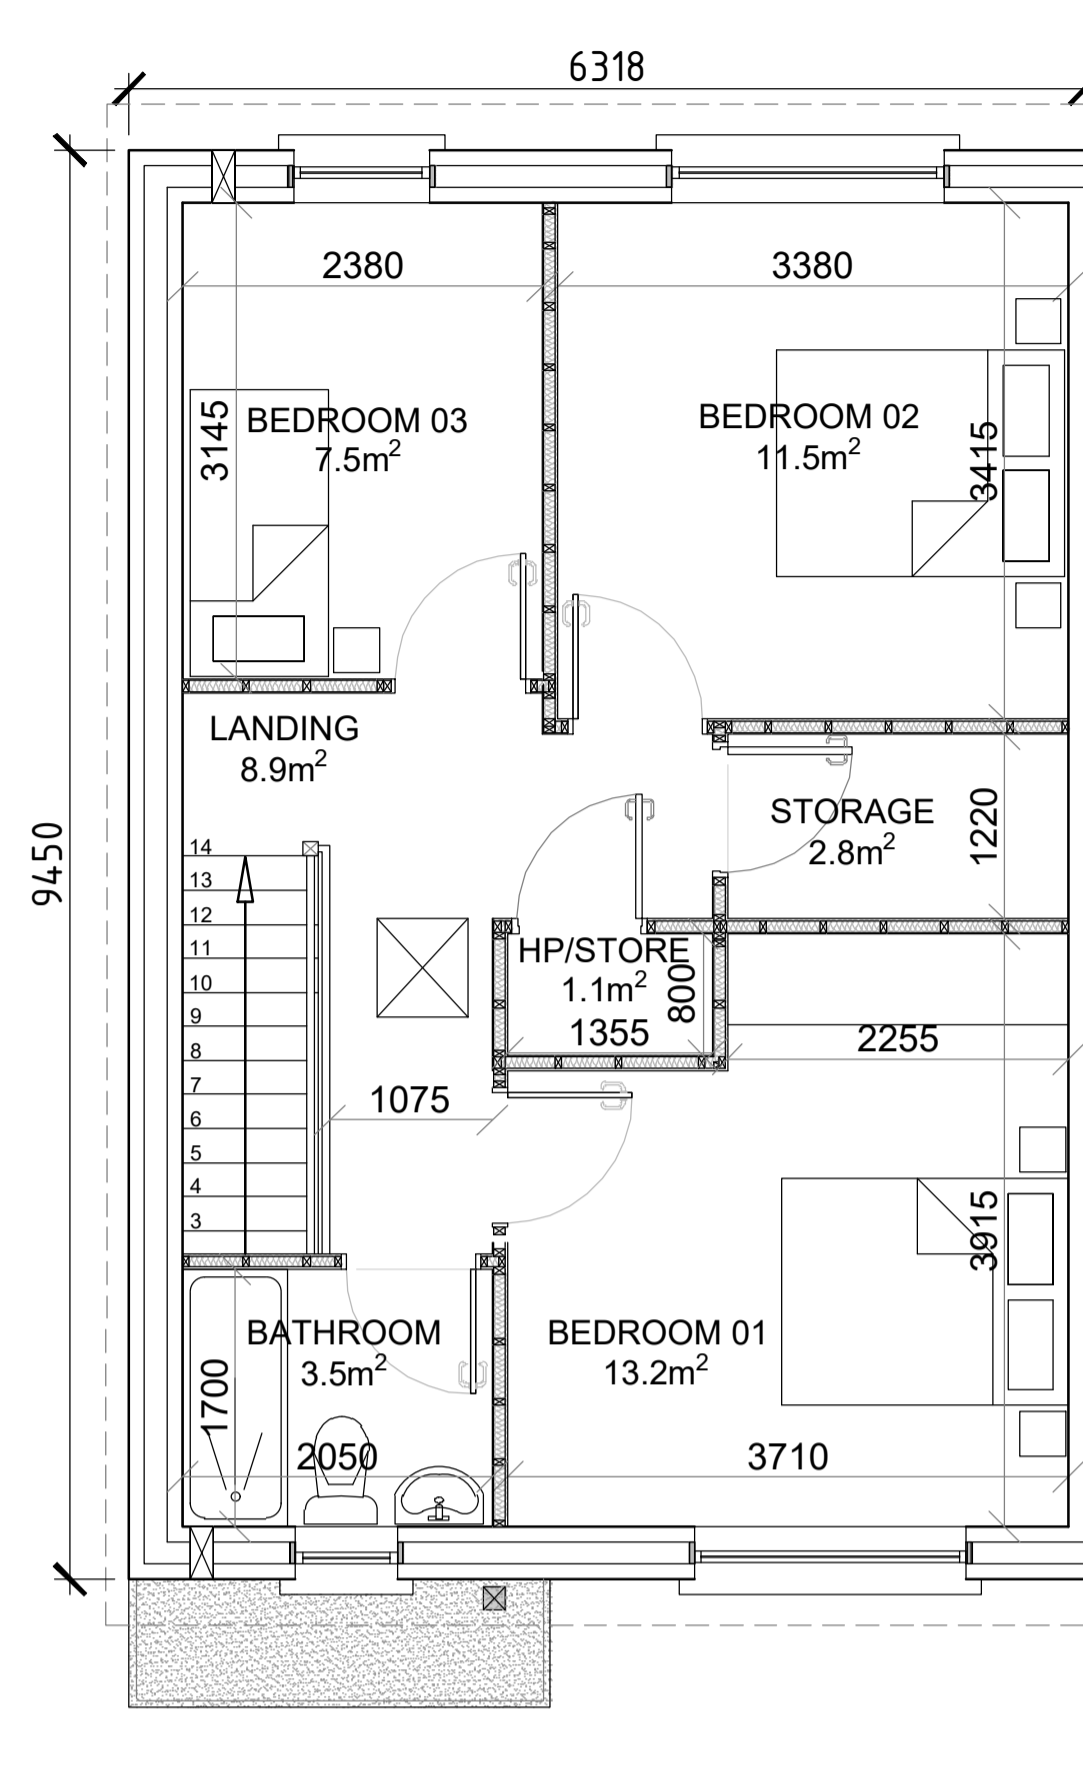 6318
2380
3380
BEDROOM 03
7.5m²
3145
BEDROOM 02
11.5m²
3415
LANDING
8.9m²
STORAGE
2.8m²
1220
9450
14
13
12
11
10
9
8
7
6
5
4
3
HP/STORE
1.1m²
800
1355
2255
1075
3915
BATHROOM
3.5m²
1700
2050
BEDROOM 01
13.2m²
3710